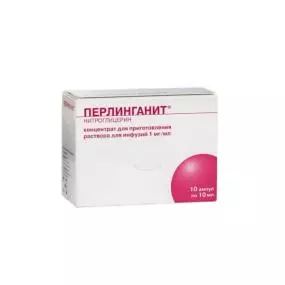 ПЕРЛИНГАНИТ®
НИТРОГЛИЦЕРИН
концентрат для приготовления
раствора для инфузий 1 мг/мл
10 ампул
по 10 мл